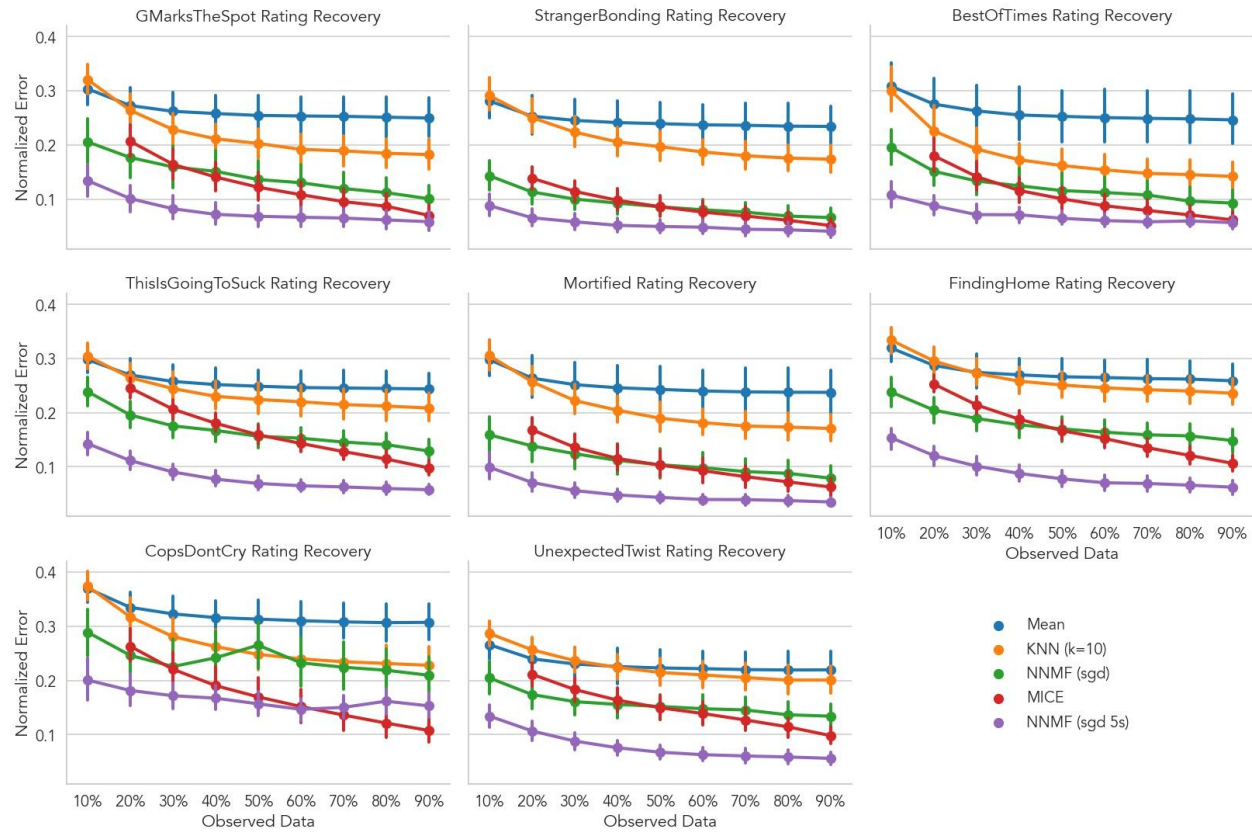 GMarksTheSpot Rating Recovery
StrangerBonding Rating Recovery
BestOfTimes Rating Recovery
0.4
0.3
0.2
0.1
Normalized Error
ThisIsGoingToSuck Rating Recovery
Mortified Rating Recovery
FindingHome Rating Recovery
0.4
0.3
0.2
0.1
Normalized Error
10% 20% 30% 40% 50% 60% 70% 80% 90%
Observed Data
CopsDontCry Rating Recovery
UnexpectedTwist Rating Recovery
0.4
0.3
0.2
0.1
Normalized Error
10% 20% 30% 40% 50% 60% 70% 80% 90%
Observed Data
10% 20% 30% 40% 50% 60% 70% 80% 90%
Observed Data
Mean
KNN (k=10)
NNMF (sgd)
MICE
NNMF (sgd 5s)